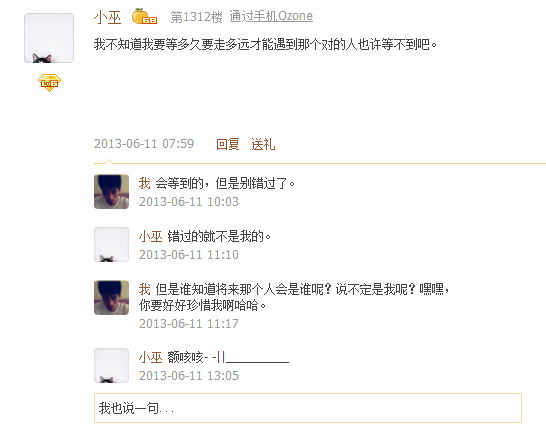 小巫 第1312楼 通过手机Qzone
我不知道我要等多久要走多远才能遇到那个对的人也许等不到吧。
LV6
2013-06-11 07:59 回复 送礼
我 会等到的，但是别错过了。
2013-06-11 10:03
小巫 错过的就不是我的。
2013-06-11 11:10
我 但是谁知道将来那个人会是谁呢？说不定是我呢？嘿嘿，
你要好好珍惜我啊哈哈。
2013-06-11 11:17
小巫 额咳咳- -||__________
2013-06-11 13:05
我也说一句...